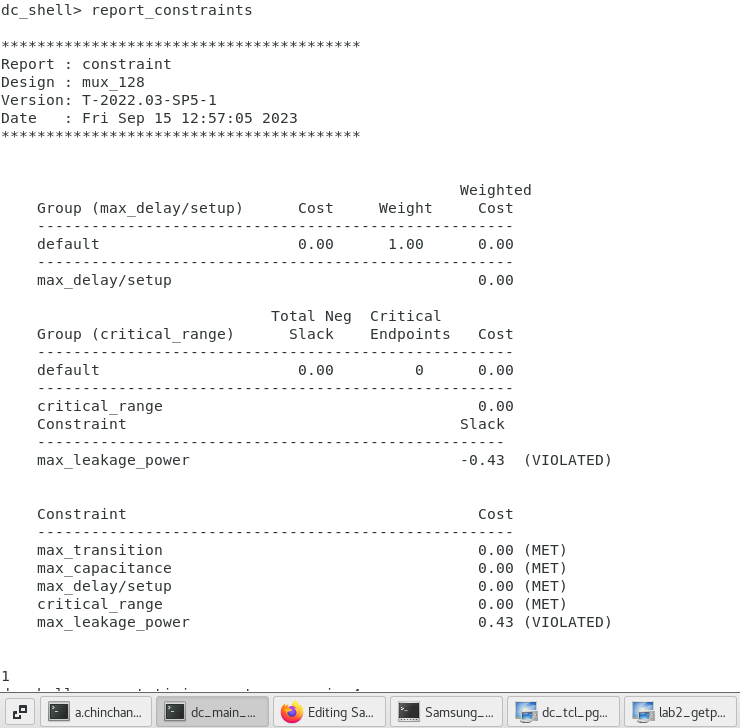 dc_shell> report_constraints
****************************************
Report : constraint
Design : mux_128
Version: T-2022.03-SP5-1
Date   : Fri Sep 15 12:57:05 2023
****************************************
Weighted
Group (max_delay/setup)      Cost     Weight     Cost
-----------------------------------------------------
default                      0.00      1.00      0.00
-----------------------------------------------------
max_delay/setup                                  0.00
Total Neg  Critical
Group (critical_range)      Slack    Endpoints   Cost
-----------------------------------------------------
default                      0.00         0      0.00
-----------------------------------------------------
critical_range                                   0.00
Constraint                                     Slack
----------------------------------------------------
max_leakage_power                              -0.43  (VIOLATED)
Constraint                                       Cost
-----------------------------------------------------
max_transition                                   0.00 (MET)
max_capacitance                                  0.00 (MET)
max_delay/setup                                  0.00 (MET)
critical_range                                   0.00 (MET)
max_leakage_power                                0.43 (VIOLATED)
1
a.chinchan... dc_main_... Editing Sa... Samsung_... dc_tcl_pg... lab2_getp...